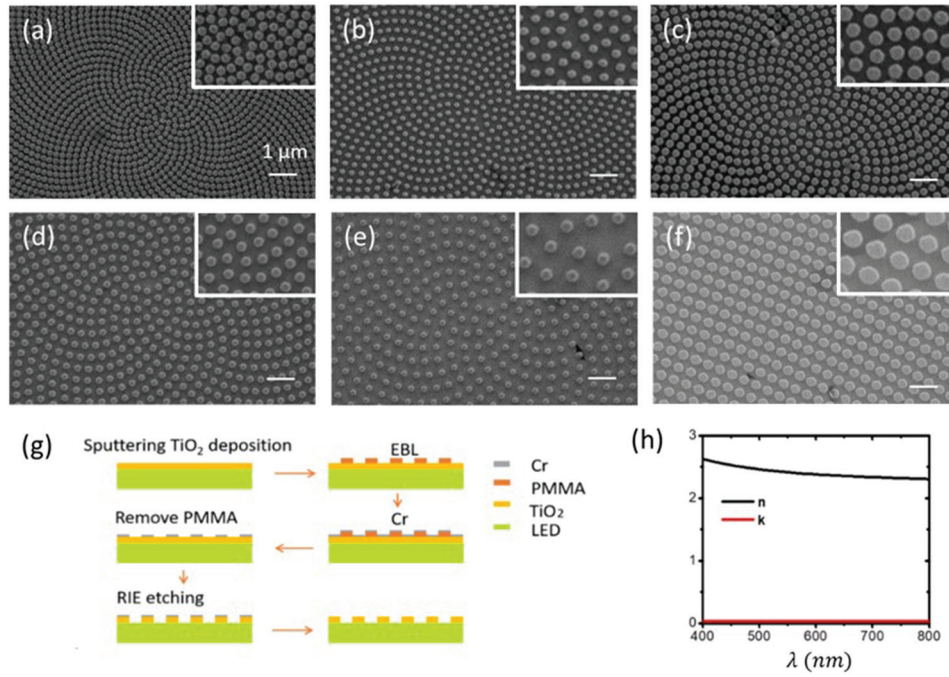 (a)
1 μm
(b)
(c)
(d)
(e)
(f)
(g)
Sputtering TiO₂ deposition
EBL
Cr
PMMA
TiO₂
LED
Remove PMMA
Cr
RIE etching
(h)
3
2
1
0
n
k
400 500 600 700 800
λ (nm)